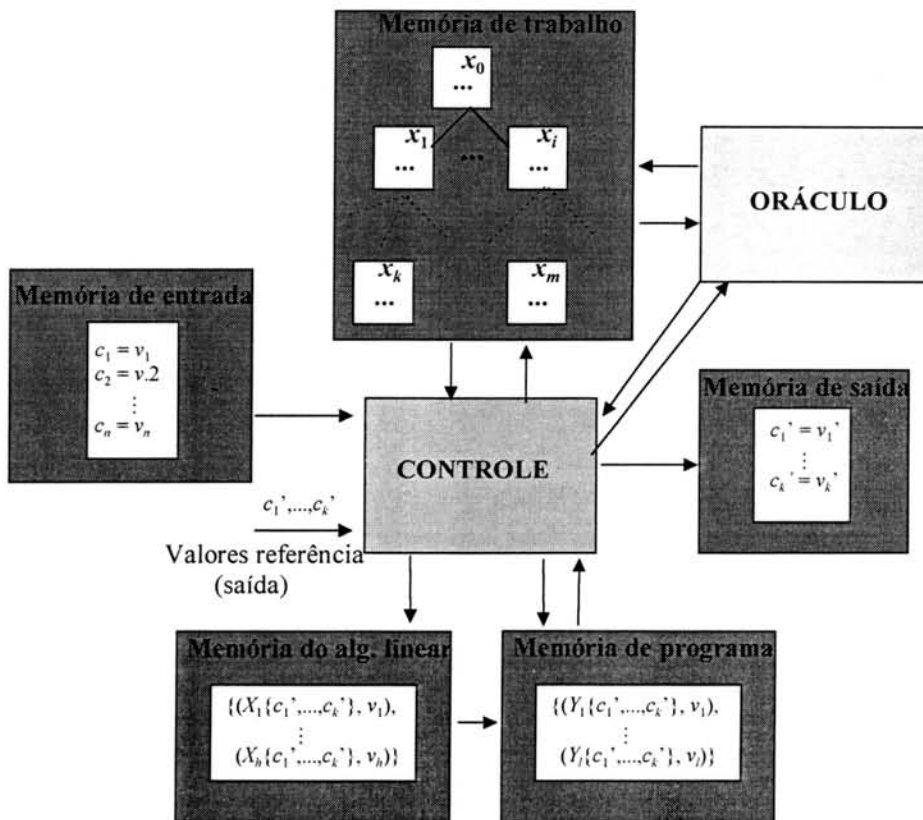 Memória de trabalho
x0
...
x1
...
...
xi
...
xk
...
xm
...
ORÁCULO
Memória de entrada
c1 = v1
c2 = v.2
⋮
cn = vn
CONTROLE
Memória de saída
c1' = v1'
⋮
ck' = vk'
c1',...,ck'
Valores referência
(saída)
Memória do alg. linear
{(X1{c1',...,ck'}, v1),
⋮
(Xh{c1',...,ck'}, vh)}
Memória de programa
{(Y1{c1',...,ck'}, v1),
⋮
(Yl{c1',...,ck'}, vl)}